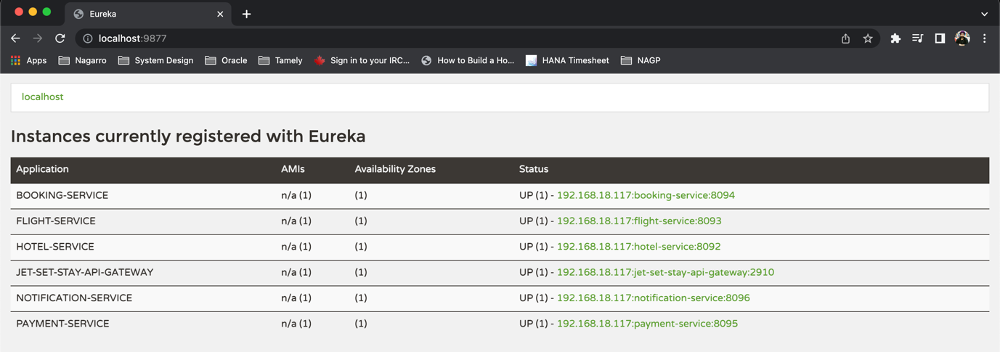 Eureka
localhost:9877
Apps Nagarro System Design Oracle Tamely Sign in to your IRC... How to Build a Ho... HANA Timesheet NAGP
localhost
Instances currently registered with Eureka
Application AMIs Availability Zones Status
BOOKING-SERVICE n/a (1) (1) UP (1) - 192.168.18.117:booking-service:8094
FLIGHT-SERVICE n/a (1) (1) UP (1) - 192.168.18.117:flight-service:8093
HOTEL-SERVICE n/a (1) (1) UP (1) - 192.168.18.117:hotel-service:8092
JET-SET-STAY-API-GATEWAY n/a (1) (1) UP (1) - 192.168.18.117:jet-set-stay-api-gateway:2910
NOTIFICATION-SERVICE n/a (1) (1) UP (1) - 192.168.18.117:notification-service:8096
PAYMENT-SERVICE n/a (1) (1) UP (1) - 192.168.18.117:payment-service:8095